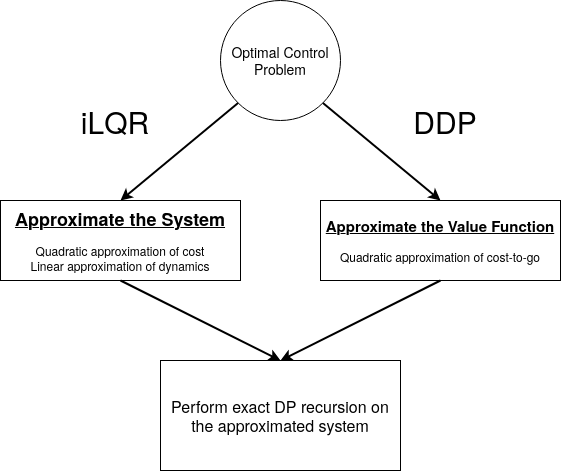 Optimal Control
Problem
iLQR
DDP
Approximate the System
Quadratic approximation of cost
Linear approximation of dynamics
Approximate the Value Function
Quadratic approximation of cost-to-go
Perform exact DP recursion on
the approximated system